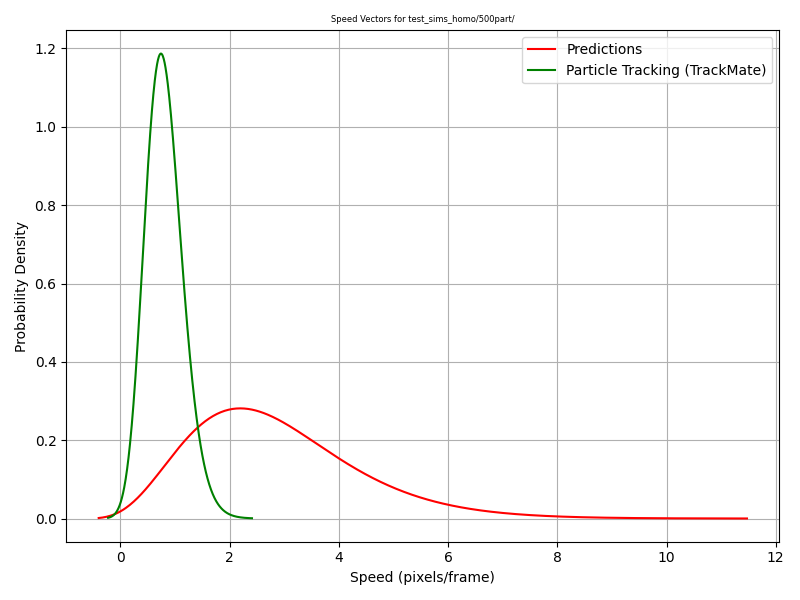 Speed Vectors for test_sims_homo/500part/
Predictions
Particle Tracking (TrackMate)
Probability Density
1.2
1.0
0.8
0.6
0.4
0.2
0.0
0 2 4 6 8 10 12
Speed (pixels/frame)